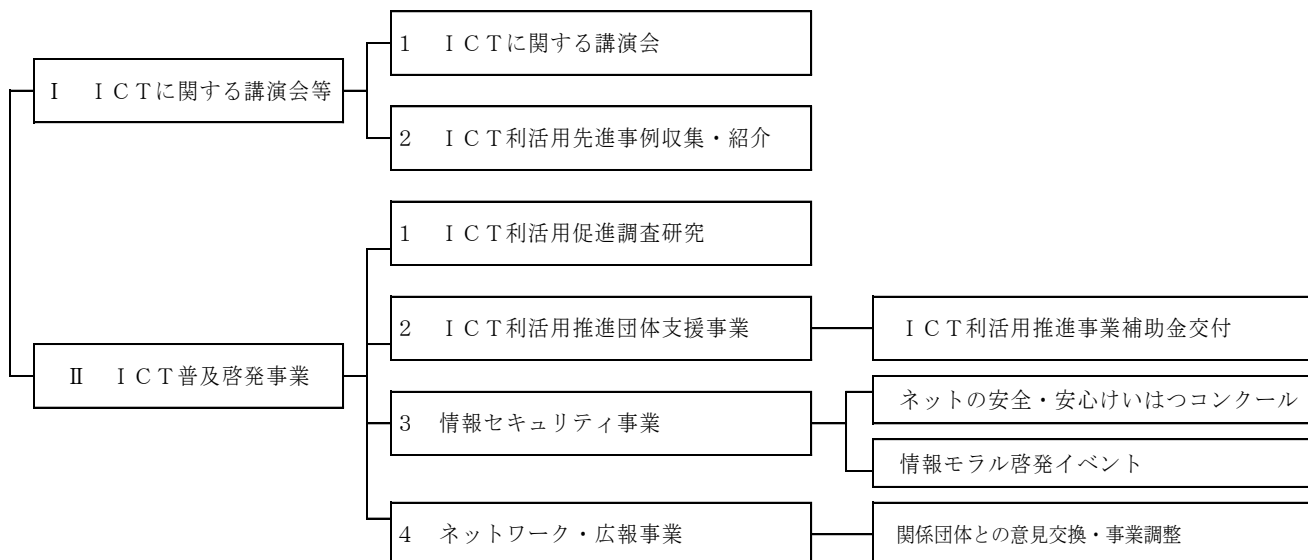 Ⅰ　ＩＣＴに関する講演会等
1　ＩＣＴに関する講演会
2　ＩＣＴ利活用先進事例収集・紹介
Ⅱ　ＩＣＴ普及啓発事業
1　ＩＣＴ利活用促進調査研究
2　ＩＣＴ利活用推進団体支援事業
ＩＣＴ利活用推進事業補助金交付
3　情報セキュリティ事業
ネットの安全・安心けいはつコンクール
情報モラル啓発イベント
4　ネットワーク・広報事業
関係団体との意見交換・事業調整